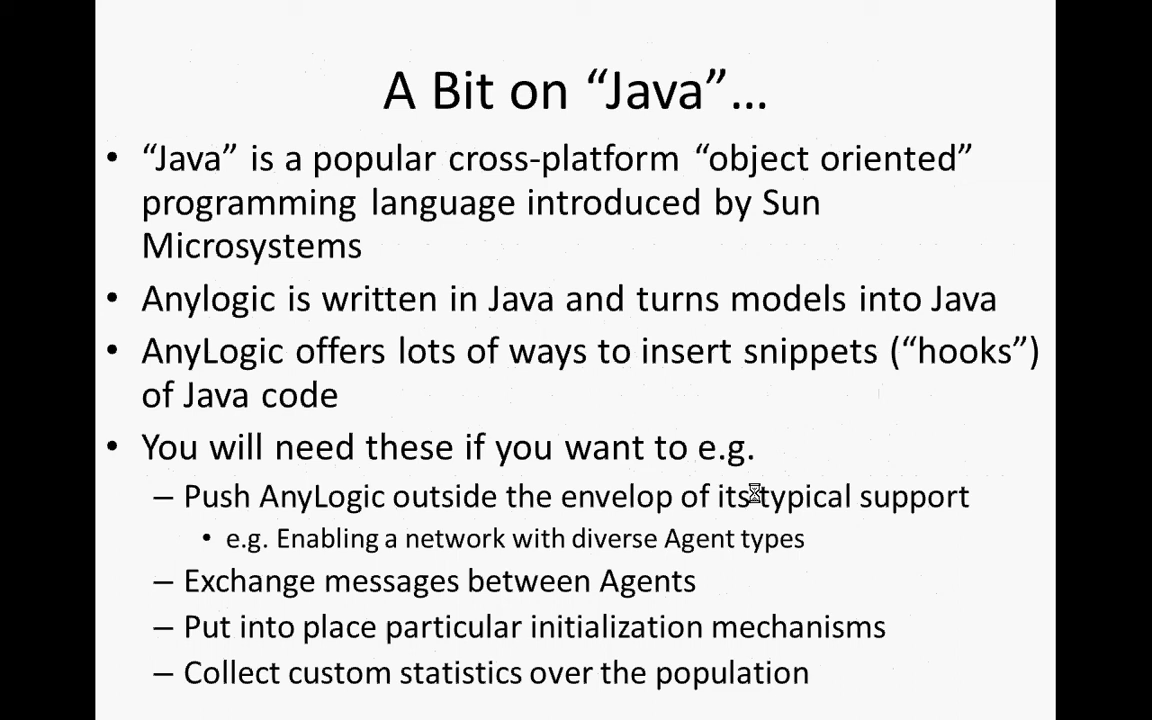 A Bit on “Java”…
• “Java” is a popular cross-platform “object oriented”
programming language introduced by Sun
Microsystems
• Anylogic is written in Java and turns models into Java
• AnyLogic offers lots of ways to insert snippets (“hooks”)
of Java code
• You will need these if you want to e.g.
– Push AnyLogic outside the envelop of its typical support
• e.g. Enabling a network with diverse Agent types
– Exchange messages between Agents
– Put into place particular initialization mechanisms
– Collect custom statistics over the population